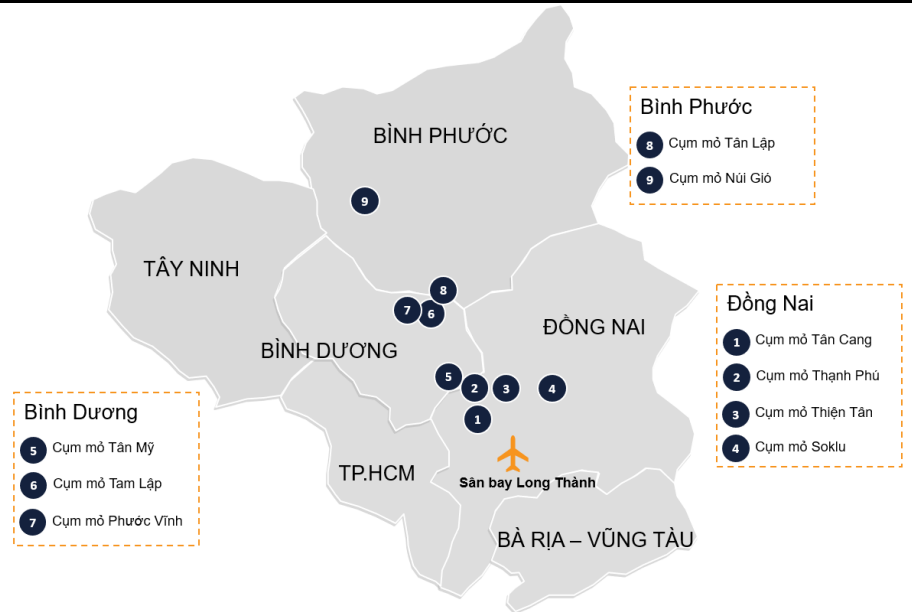 BÌNH PHƯỚC
9
TÂY NINH
8
7
6
BÌNH DƯƠNG
ĐỒNG NAI
5
2
3
4
1
TP.HCM
Sân bay Long Thành
BÀ RỊA – VŨNG TÀU
Bình Phước
8 Cụm mỏ Tân Lập
9 Cụm mỏ Núi Gió
Đồng Nai
1 Cụm mỏ Tân Cang
2 Cụm mỏ Thạnh Phú
3 Cụm mỏ Thiện Tân
4 Cụm mỏ Soklu
Bình Dương
5 Cụm mỏ Tân Mỹ
6 Cụm mỏ Tam Lập
7 Cụm mỏ Phước Vĩnh